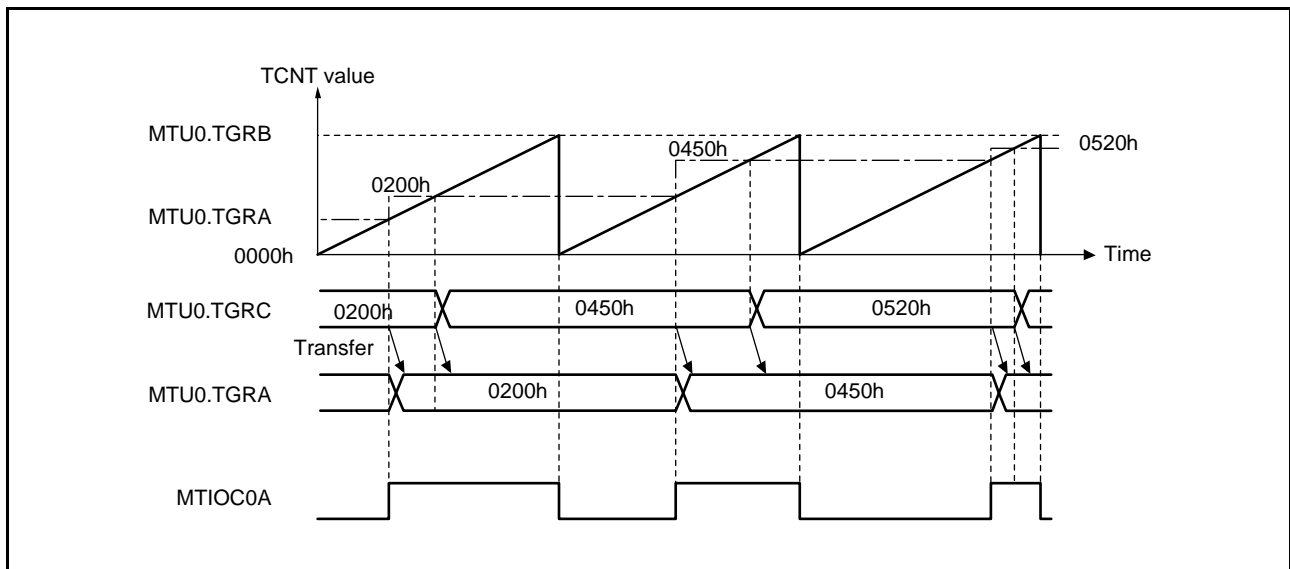 TCNT value
MTU0.TGRB
0520h
0450h
0200h
MTU0.TGRA
0000h
Time
MTU0.TGRC
0200h
0450h
0520h
Transfer
MTU0.TGRA
0200h
0450h
MTIOC0A